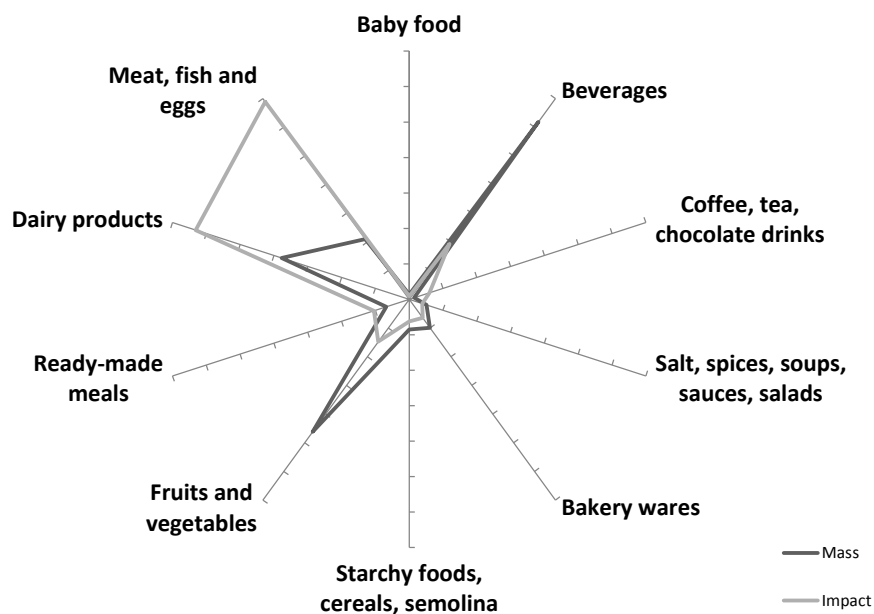 Baby food
Meat, fish and
eggs
Beverages
Dairy products
Coffee, tea,
chocolate drinks
Ready-made
meals
Salt, spices, soups,
sauces, salads
Fruits and
vegetables
Bakery wares
Starchy foods,
cereals, semolina
Mass
Impact